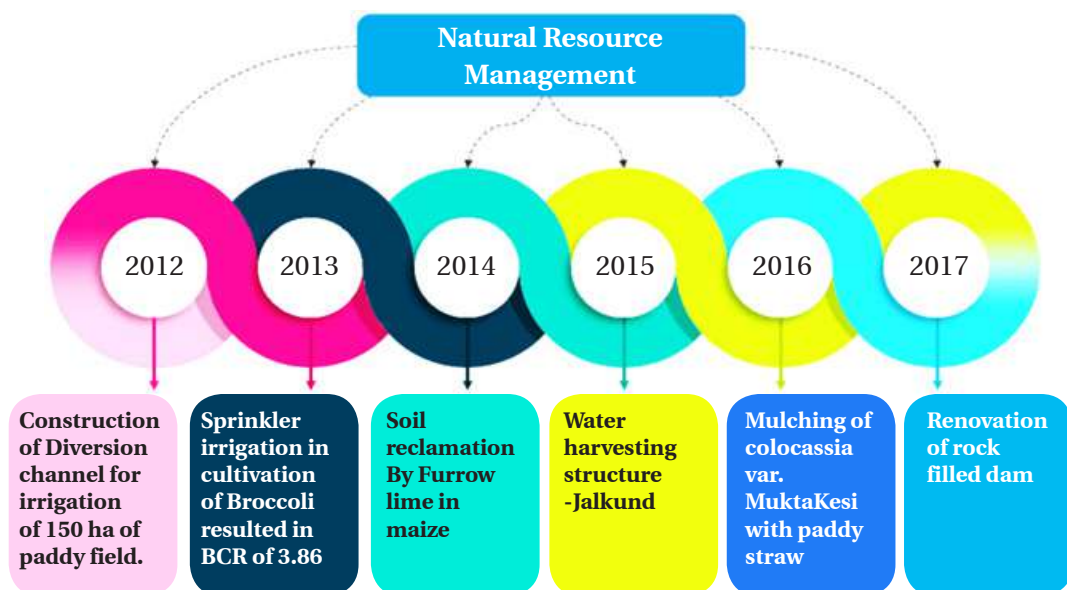 Natural Resource
Management
2012
2013
2014
2015
2016
2017
Construction
of Diversion
channel for
irrigation
of 150 ha of
paddy field.
Sprinkler
irrigation in
cultivation
of Broccoli
resulted in
BCR of 3.86
Soil
reclamation
By Furrow
lime in
maize
Water
harvesting
structure
-Jalkund
Mulching of
colocassia
var.
MuktaKesi
with paddy
straw
Renovation
of rock
filled dam